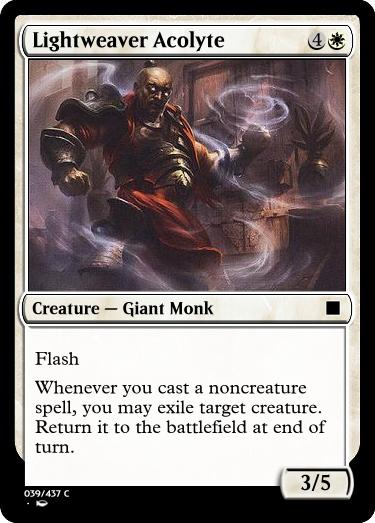 Lightweaver Acolyte 4
Creature — Giant Monk
Flash
Whenever you cast a noncreature
spell, you may exile target creature.
Return it to the battlefield at end of
turn.
3/5
039/437 C